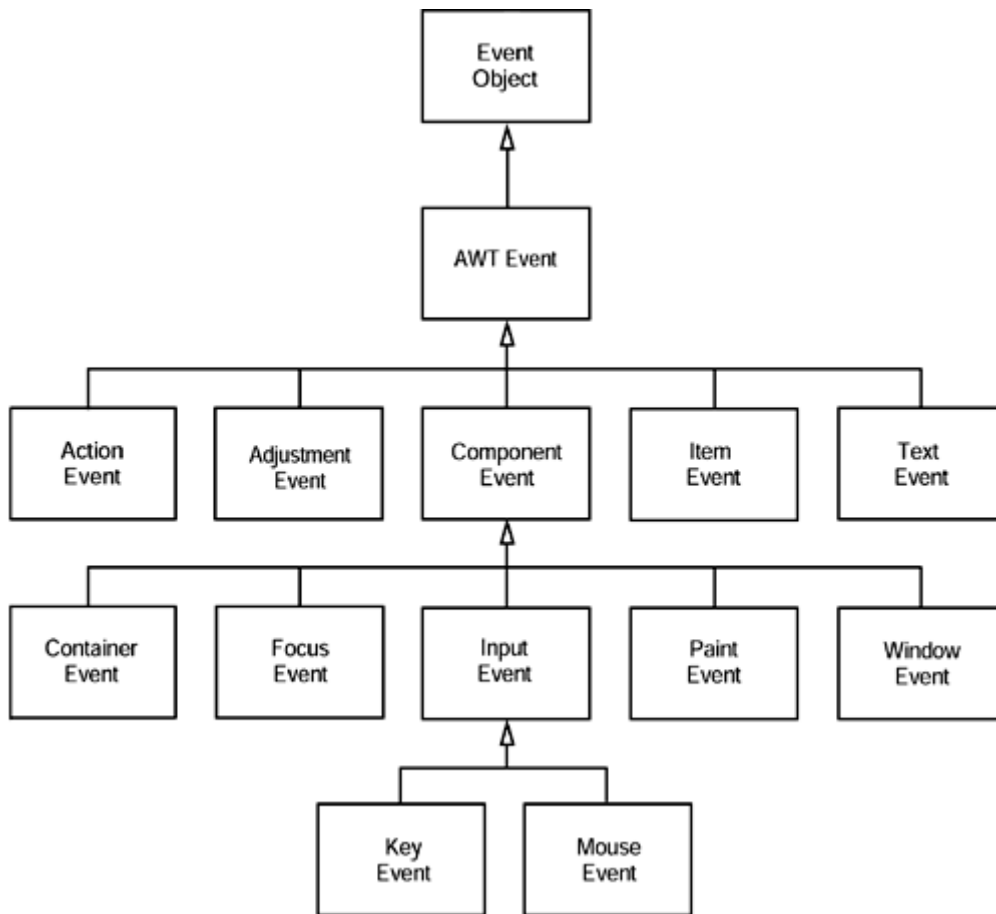 Event
Object
AWT Event
Action
Event
Adjustment
Event
Component
Event
Item
Event
Text
Event
Container
Event
Focus
Event
Input
Event
Paint
Event
Window
Event
Key
Event
Mouse
Event